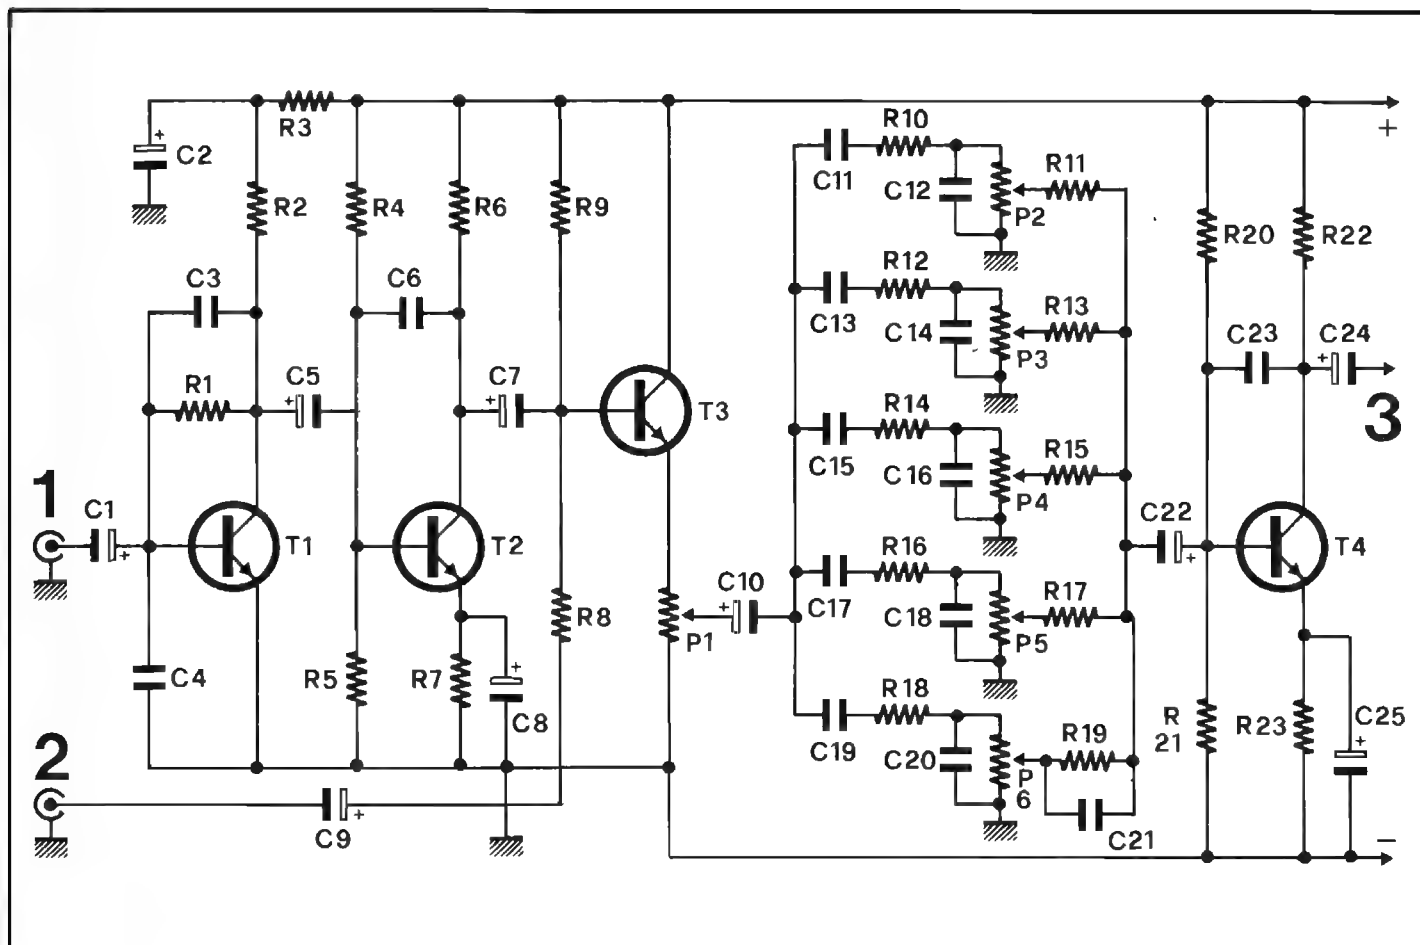 R3
+
C2
R2
R4
R6
R9
C3
C6
R1
C5
C7
T3
1
C1
T1
T2
C4
R5
R7
C8
R8
P1
C10
2
C9
+
R10
C11
C12
P2
R11
R12
C13
C14
P3
R13
R14
C15
C16
P4
R15
R16
C17
C18
P5
R17
R18
C19
C20
P
6
R19
C21
C22
+
R20
R22
C23
+
C24
3
T4
R
21
R23
C25
+
+
−
+
+
+
+
+